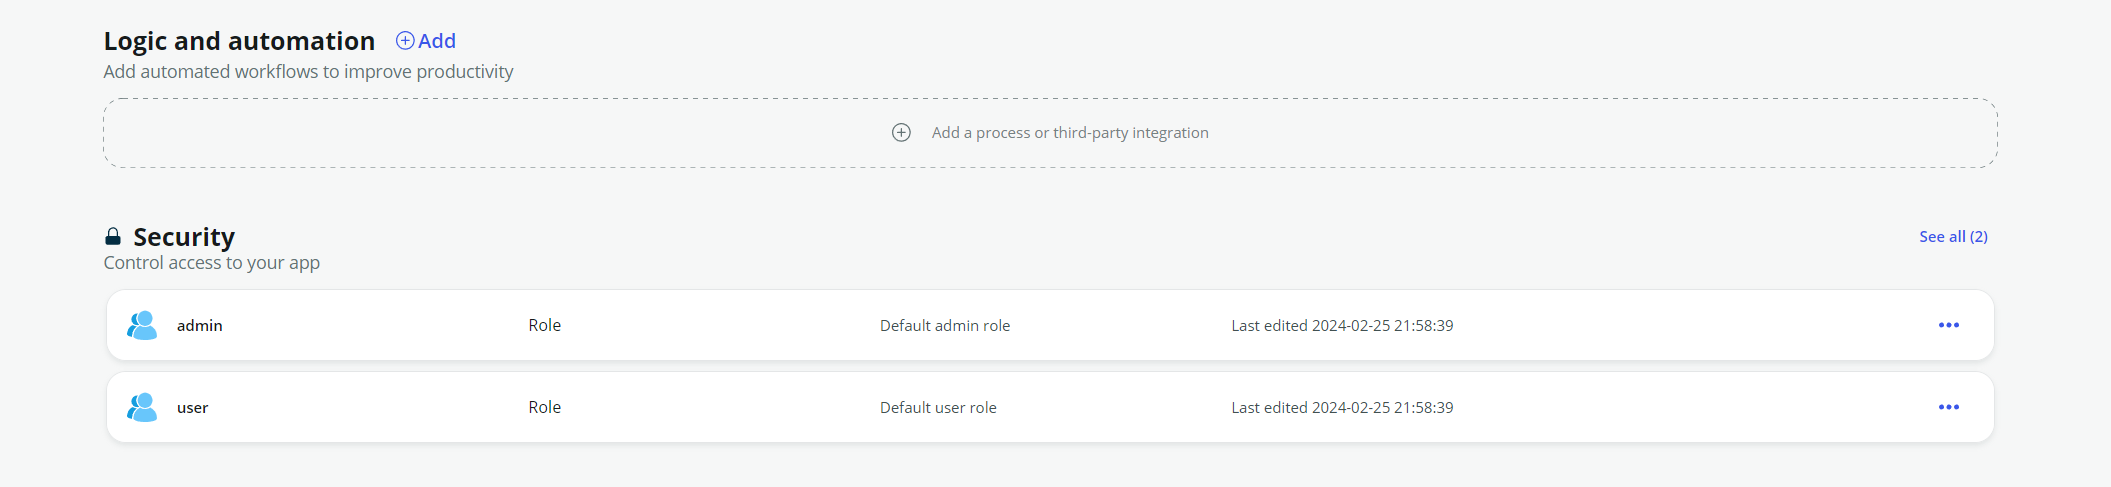 Logic and automation Add
Add automated workflows to improve productivity
Add a process or third-party integration
Security See all (2)
Control access to your app
admin Role Default admin role Last edited 2024-02-25 21:58:39
user Role Default user role Last edited 2024-02-25 21:58:39